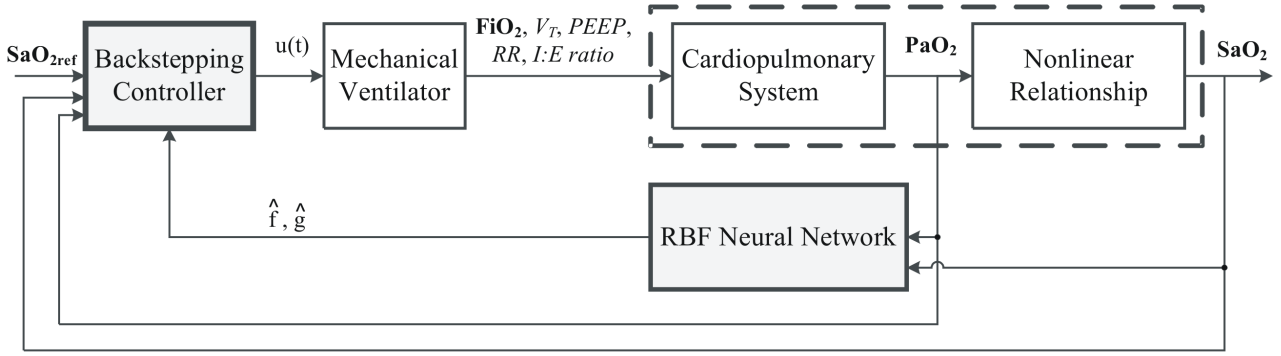 SaO2ref
Backstepping
Controller
u(t)
Mechanical
Ventilator
FiO2, VT, PEEP,
RR, I:E ratio
Cardiopulmonary
System
PaO2
Nonlinear
Relationship
SaO2
f̂ , ĝ
RBF Neural Network